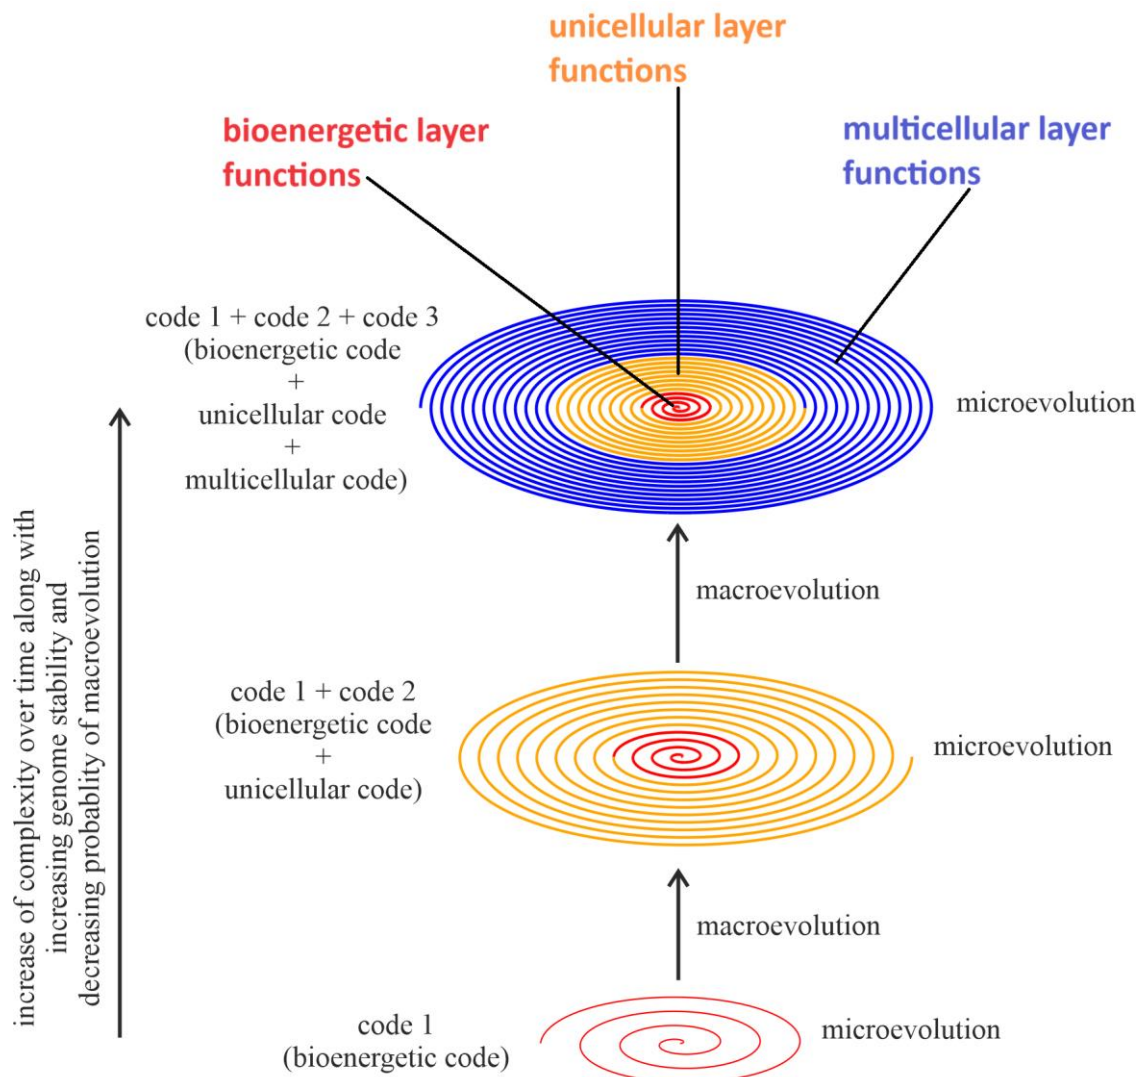 unicellular layer
functions
bioenergetic layer
functions
multicellular layer
functions
code 1 + code 2 + code 3
(bioenergetic code
+
unicellular code
+
multicellular code)
microevolution
macroevolution
code 1 + code 2
(bioenergetic code
+
unicellular code)
microevolution
macroevolution
code 1
(bioenergetic code)
microevolution
increase of complexity over time along with
increasing genome stability and
decreasing probablity of macroevolution